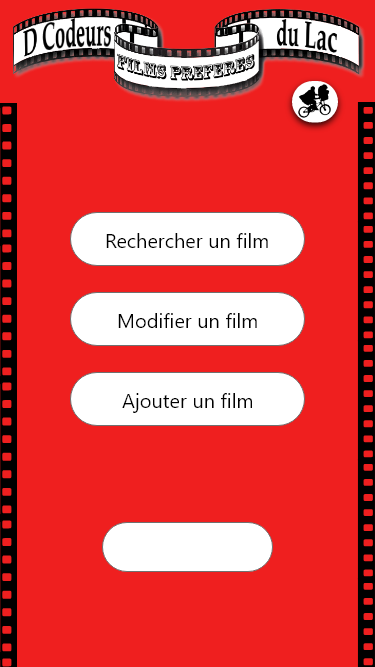 D Codeurs du Lac
FILMS PREFERES
Rechercher un film
Modifier un film
Ajouter un film